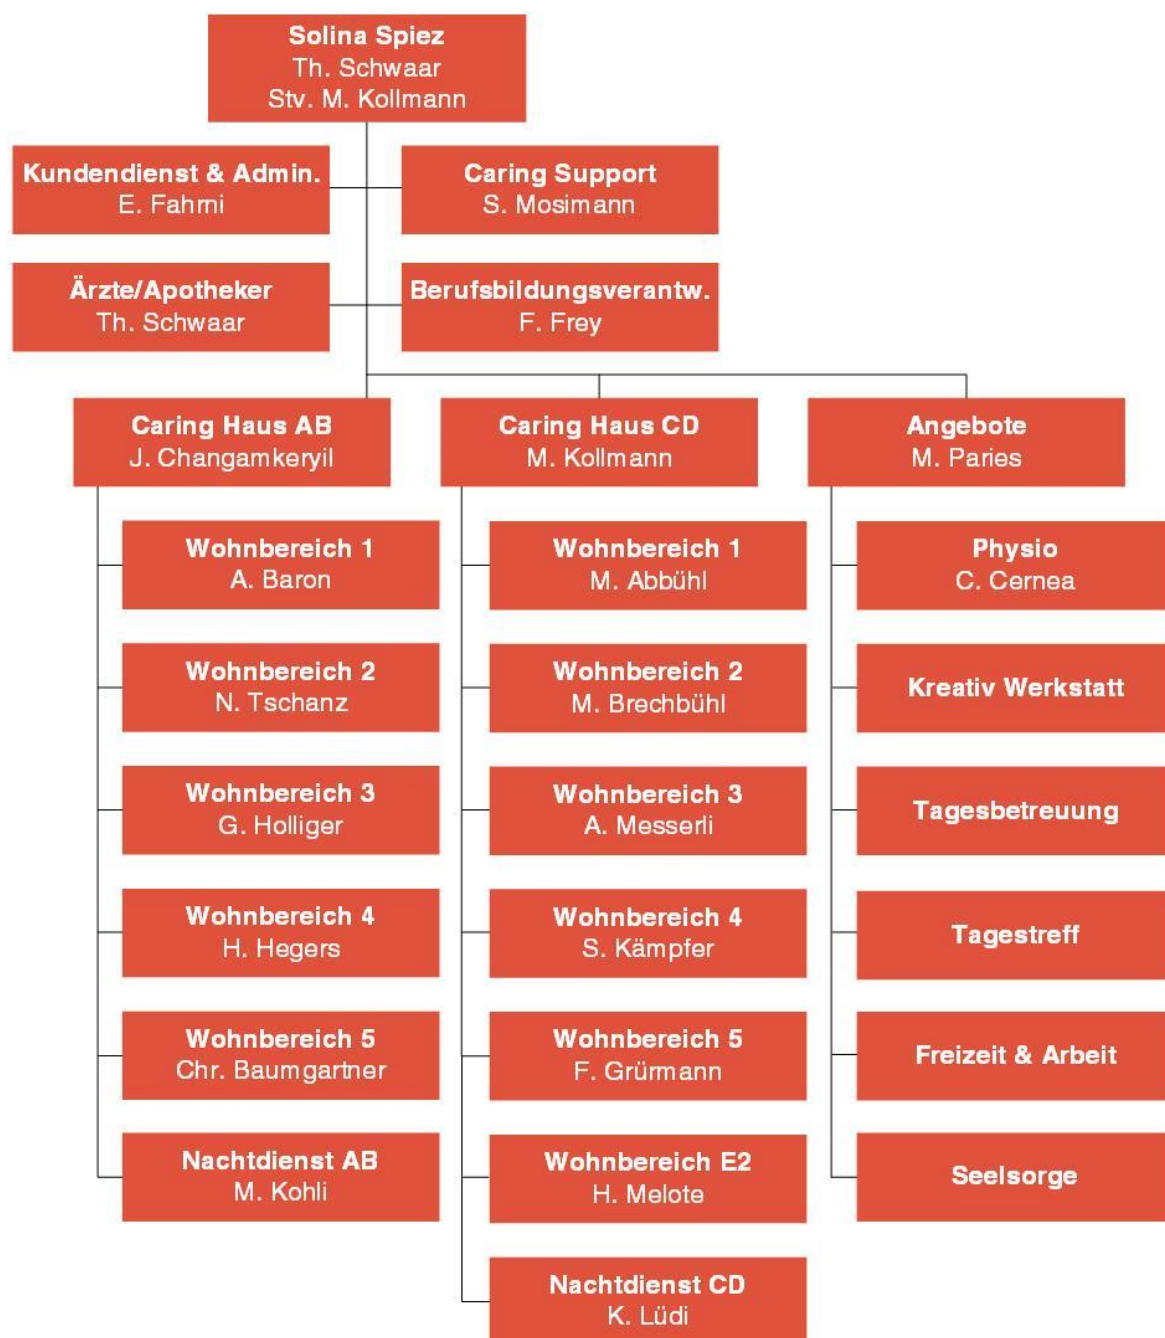 Solina Spiez
Th. Schwaar
Stv. M. Kollmann
Kundendienst & Admin.
E. Fahrni
Caring Support
S. Mosimann
Ärzte/Apotheker
Th. Schwaar
Berufsbildungsverantw.
F. Frey
Caring Haus AB
J. Changamkeryil
Caring Haus CD
M. Kollmann
Angebote
M. Paries
Wohnbereich 1
A. Baron
Wohnbereich 2
N. Tschanz
Wohnbereich 3
G. Holliger
Wohnbereich 4
H. Hegers
Wohnbereich 5
Chr. Baumgartner
Nachtdienst AB
M. Kohli
Wohnbereich 1
M. Abbühl
Wohnbereich 2
M. Brechbühl
Wohnbereich 3
A. Messerli
Wohnbereich 4
S. Kämpfer
Wohnbereich 5
F. Grürmann
Wohnbereich E2
H. Melote
Nachtdienst CD
K. Lüdi
Physio
C. Cernea
Kreativ Werkstatt
Tagesbetreuung
Tagestreff
Freizeit & Arbeit
Seelsorge